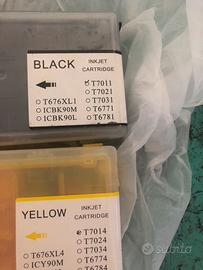 BLACK
INKJET
CARTRIDGE
T7011
T7021
T676XL1
T7031
ICBK90M
T6771
ICBK90L
T6781
YELLOW
INKJET
CARTRIDGE
T7014
T7024
T676XL4
T7034
ICY90M
T6774
T6784
subito